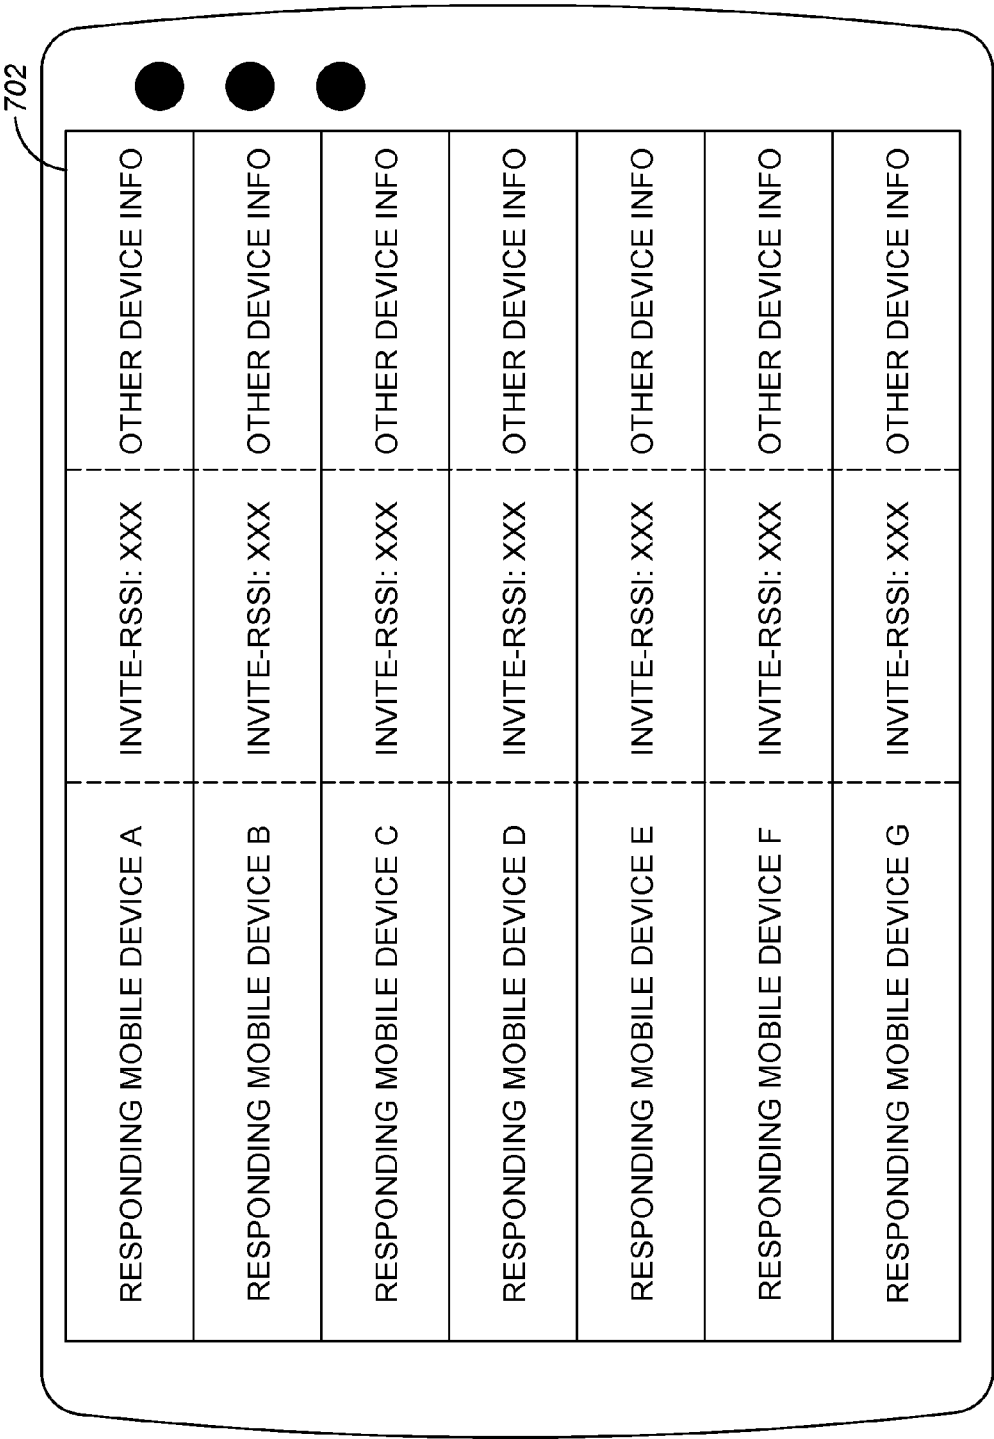 702
RESPONDING MOBILE DEVICE A INVITE-RSSI: XXX OTHER DEVICE INFO
RESPONDING MOBILE DEVICE B INVITE-RSSI: XXX OTHER DEVICE INFO
RESPONDING MOBILE DEVICE C INVITE-RSSI: XXX OTHER DEVICE INFO
RESPONDING MOBILE DEVICE D INVITE-RSSI: XXX OTHER DEVICE INFO
RESPONDING MOBILE DEVICE E INVITE-RSSI: XXX OTHER DEVICE INFO
RESPONDING MOBILE DEVICE F INVITE-RSSI: XXX OTHER DEVICE INFO
RESPONDING MOBILE DEVICE G INVITE-RSSI: XXX OTHER DEVICE INFO